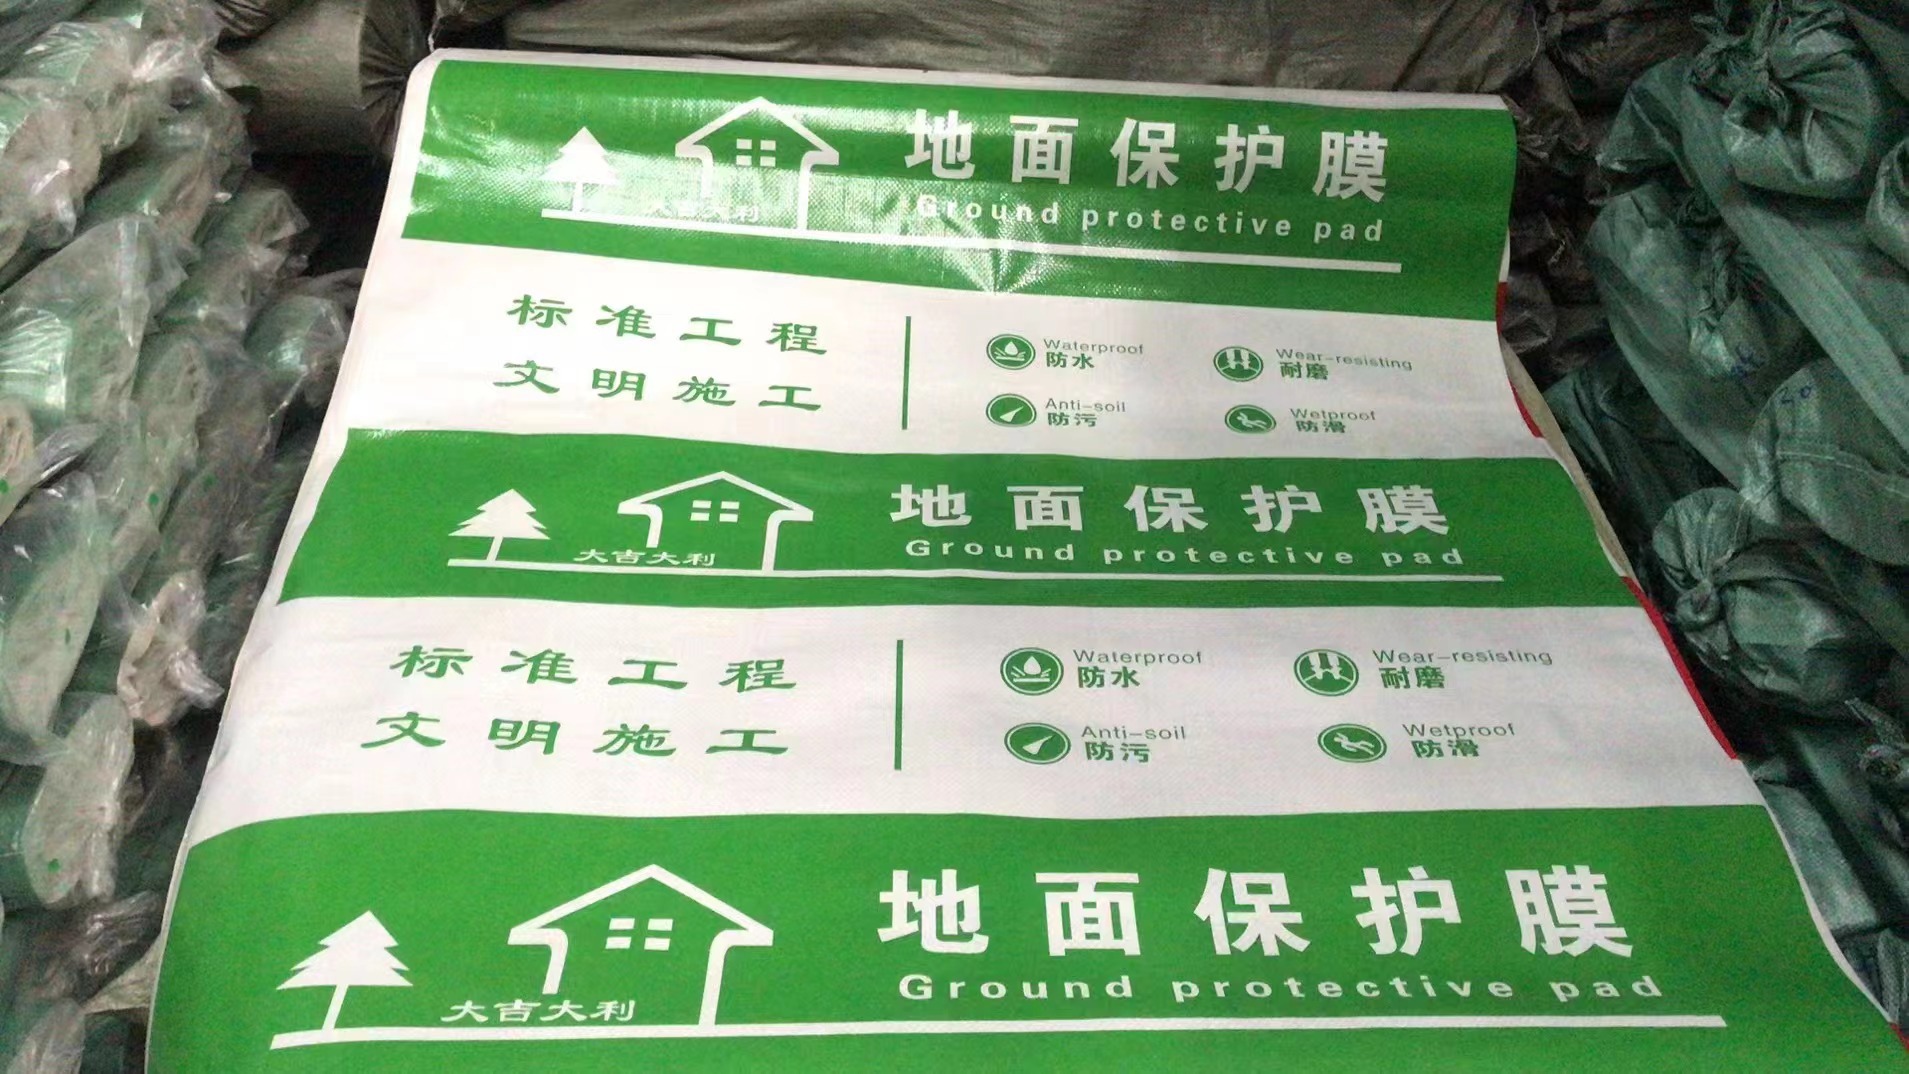 地面保护膜
Ground protective pad
大吉大利
标准工程
文明施工
Waterproof
防水
Wear-resisting
耐磨
Anti-soil
防污
Wetproof
防滑
地面保护膜
Ground protective pad
大吉大利
标准工程
文明施工
Waterproof
防水
Wear-resisting
耐磨
Anti-soil
防污
Wetproof
防滑
地面保护膜
Ground protective pad
大吉大利